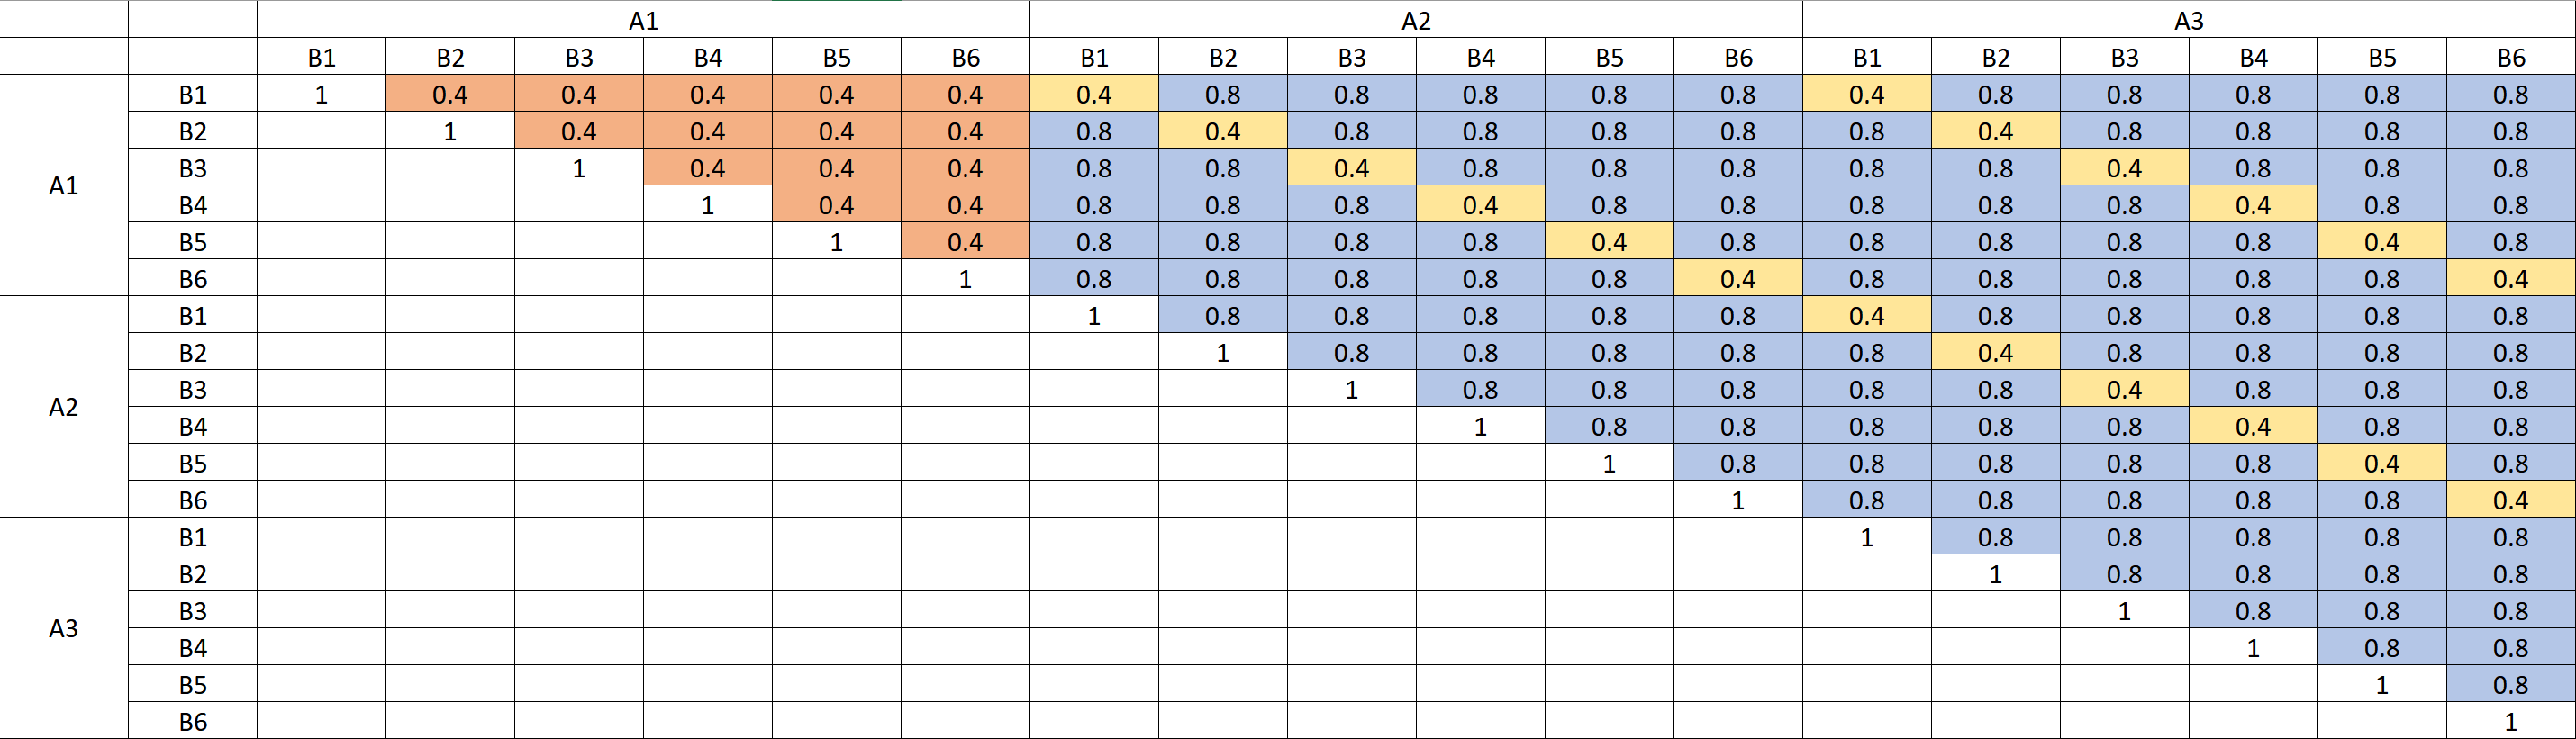 A1 A2 A3
B1 B2 B3 B4 B5 B6 B1 B2 B3 B4 B5 B6 B1 B2 B3 B4 B5 B6
A1
B1 1 0.4 0.4 0.4 0.4 0.4 0.4 0.8 0.8 0.8 0.8 0.8 0.4 0.8 0.8 0.8 0.8 0.8
B2 1 0.4 0.4 0.4 0.4 0.8 0.4 0.8 0.8 0.8 0.8 0.8 0.4 0.8 0.8 0.8 0.8
B3 1 0.4 0.4 0.4 0.8 0.8 0.4 0.8 0.8 0.8 0.8 0.8 0.4 0.8 0.8 0.8
B4 1 0.4 0.4 0.8 0.8 0.8 0.4 0.8 0.8 0.8 0.8 0.8 0.4 0.8 0.8
B5 1 0.4 0.8 0.8 0.8 0.8 0.4 0.8 0.8 0.8 0.8 0.8 0.4 0.8
B6 1 0.8 0.8 0.8 0.8 0.8 0.4 0.8 0.8 0.8 0.8 0.8 0.4
A2
B1 1 0.8 0.8 0.8 0.8 0.8 0.4 0.8 0.8 0.8 0.8 0.8
B2 1 0.8 0.8 0.8 0.8 0.8 0.4 0.8 0.8 0.8 0.8
B3 1 0.8 0.8 0.8 0.8 0.8 0.4 0.8 0.8 0.8
B4 1 0.8 0.8 0.8 0.8 0.8 0.4 0.8 0.8
B5 1 0.8 0.8 0.8 0.8 0.8 0.4 0.8
B6 1 0.8 0.8 0.8 0.8 0.8 0.4
A3
B1 1 0.8 0.8 0.8 0.8 0.8
B2 1 0.8 0.8 0.8 0.8
B3 1 0.8 0.8 0.8
B4 1 0.8 0.8
B5 1 0.8
B6 1